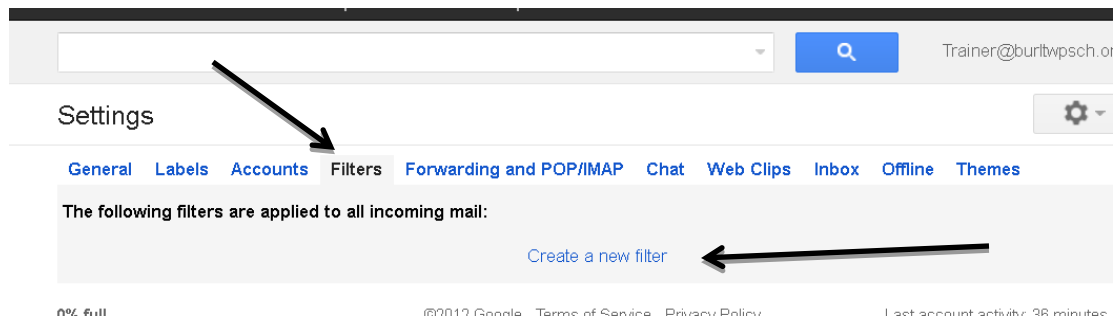 Trainer@burltwpsch.or
Settings
General Labels Accounts Filters Forwarding and POP/IMAP Chat Web Clips Inbox Offline Themes
The following filters are applied to all incoming mail:
Create a new filter
0% full ©2012 Google - Terms of Service - Privacy Policy Last account activity: 36 minutes